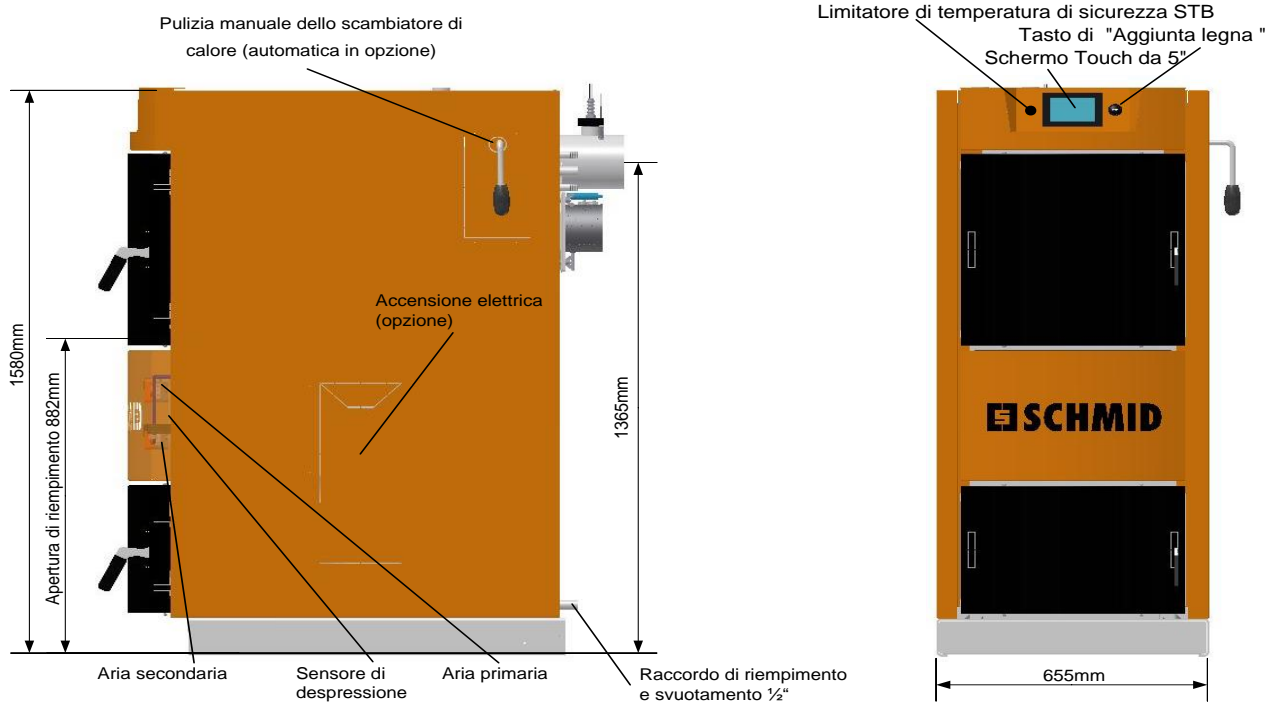 Pulizia manuale dello scambiatore di
calore (automatica in opzione)
Limitatore di temperatura di sicurezza STB
Tasto di "Aggiunta legna "
Schermo Touch da 5"
Accensione elettrica
(opzione)
1580mm
Apertura di riempimento 882mm
1365mm
SCHMID
Aria secondaria
Sensore di
despressione
Aria primaria
Raccordo di riempimento
e svuotamento ½“
655mm